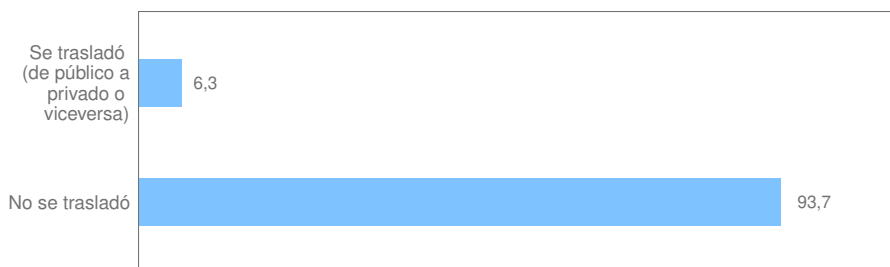 Se trasladó
(de público a
privado o
viceversa)
6,3
No se trasladó
93,7